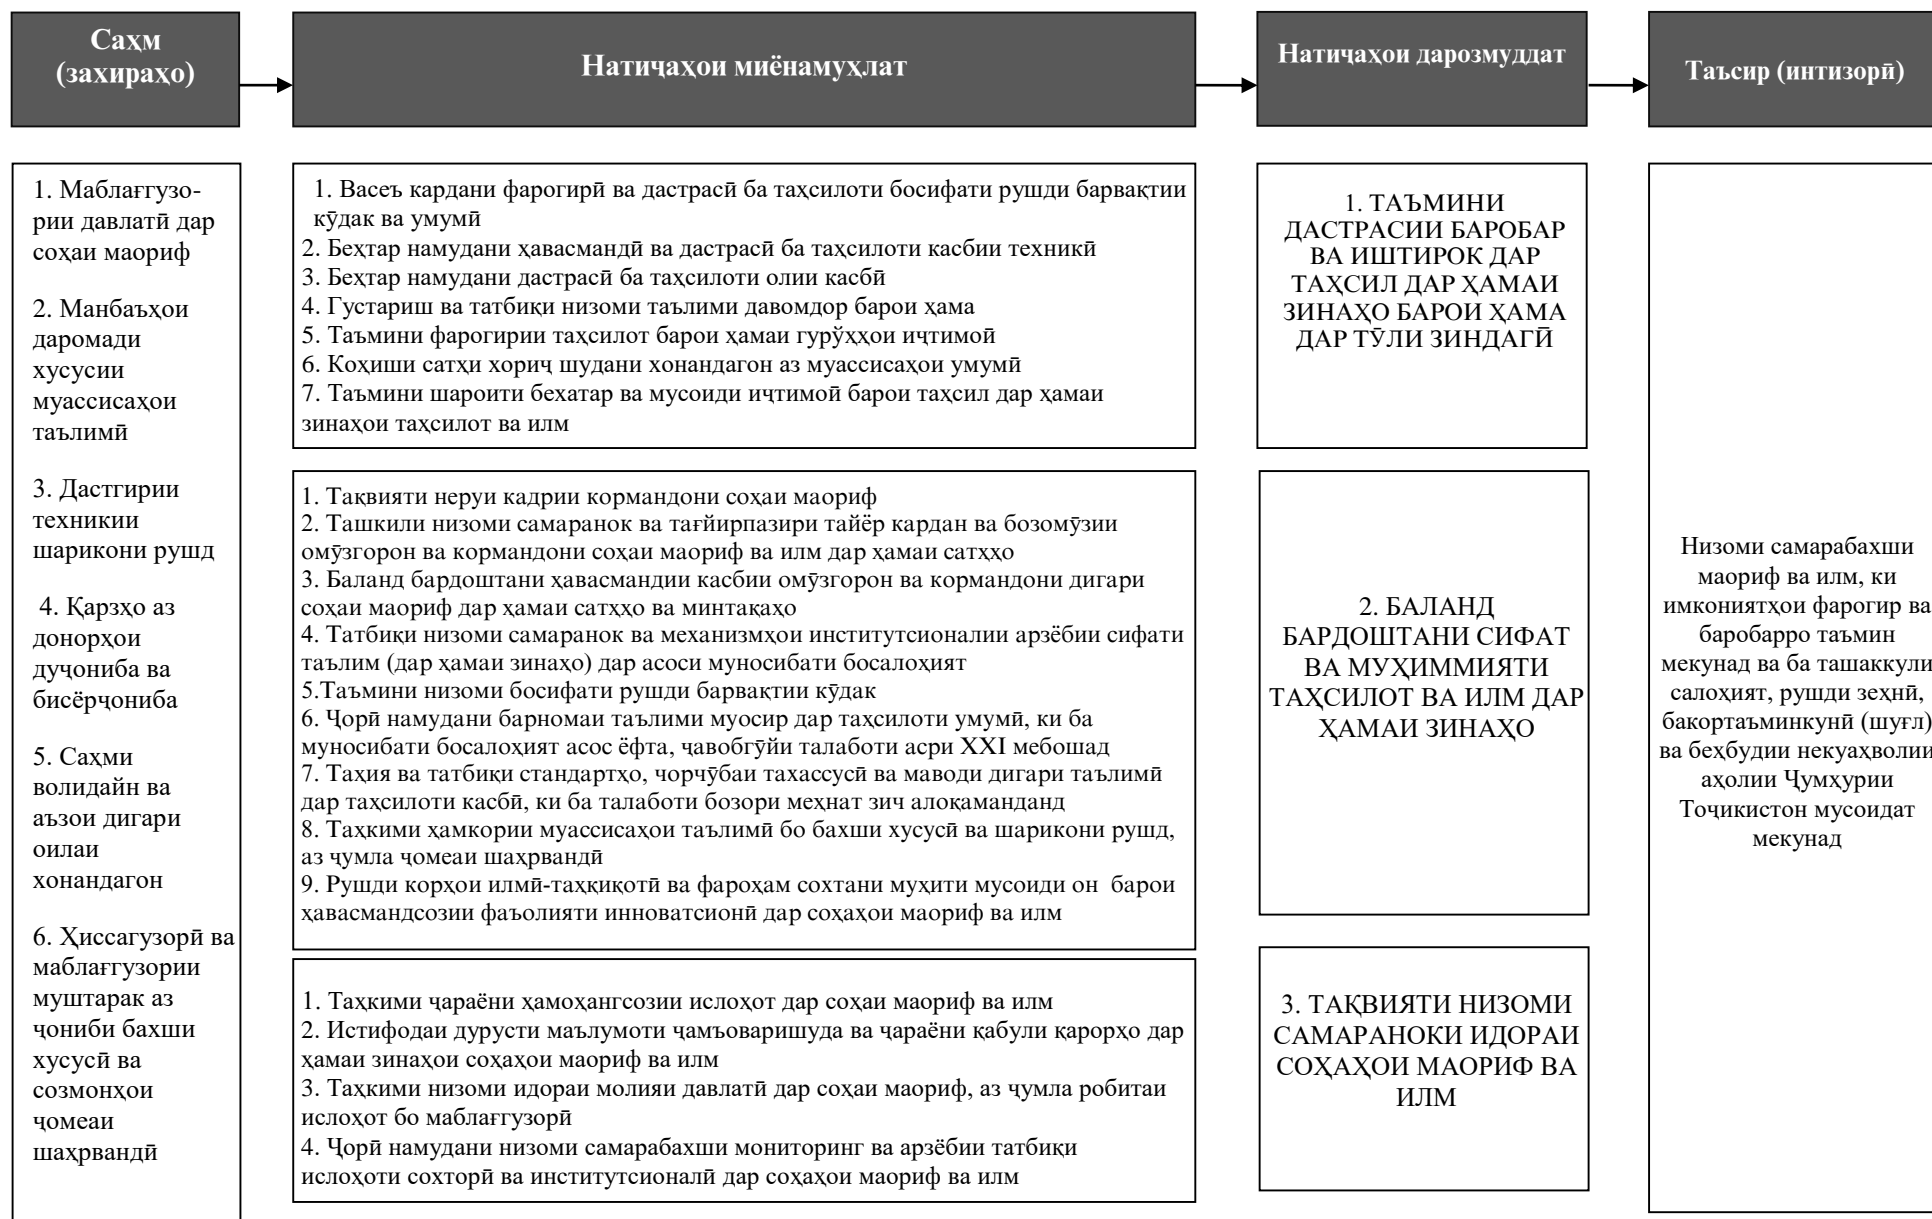 Саҳм
(захираҳо)
Натиҷаҳои миёнамуҳлат
Натиҷаҳои дарозмуддат
Таъсир (интизорӣ)
1. Маблағгузо-
рии давлатӣ дар
соҳаи маориф
2. Манбаъҳои
даромади
хусусии
муассисаҳои
таълимӣ
3. Дастгирии
техникии
шарикони рушд
4. Қарзҳо аз
донорҳои
дуҷониба ва
бисёрҷониба
5. Саҳми
волидайн ва
аъзои дигари
оилаи
хонандагон
6. Ҳиссагузорӣ ва
маблағгузории
муштарак аз
ҷониби бахши
хусусӣ ва
созмонҳои
ҷомеаи
шаҳрвандӣ
1. Васеъ кардани фарогирӣ ва дастрасӣ ба таҳсилоти босифати рушди барвақтии
кӯдак ва умумӣ
2. Беҳтар намудани ҳавасмандӣ ва дастрасӣ ба таҳсилоти касбии техникӣ
3. Беҳтар намудани дастрасӣ ба таҳсилоти олии касбӣ
4. Густариш ва татбиқи низоми таълими давомдор барои ҳама
5. Таъмини фарогирии таҳсилот барои ҳамаи гурӯҳҳои иҷтимоӣ
6. Коҳиши сатҳи хориҷ шудани хонандагон аз муассисаҳои умумӣ
7. Таъмини шароити бехатар ва мусоиди иҷтимоӣ барои таҳсил дар ҳамаи
зинаҳои таҳсилот ва илм
1. Тақвияти неруи кадрии кормандони соҳаи маориф
2. Ташкили низоми самаранок ва тағйирпазири тайёр кардан ва бозомӯзии
омӯзгорон ва кормандони соҳаи маориф ва илм дар ҳамаи сатҳҳо
3. Баланд бардоштани ҳавасмандии касбии омӯзгорон ва кормандони дигари
соҳаи маориф дар ҳамаи сатҳҳо ва минтақаҳо
4. Татбиқи низоми самаранок ва механизмҳои институтсионалии арзёбии сифати
таълим (дар ҳамаи зинаҳо) дар асоси муносибати босалоҳият
5.Таъмини низоми босифати рушди барвақтии кӯдак
6. Ҷорӣ намудани барномаи таълими муосир дар таҳсилоти умумӣ, ки ба
муносибати босалоҳият асос ёфта, ҷавобгӯйи талаботи асри XXI мебошад
7. Таҳия ва татбиқи стандартҳо, чорчӯбаи тахассусӣ ва маводи дигари таълимӣ
дар таҳсилоти касбӣ, ки ба талаботи бозори меҳнат зич алоқаманданд
8. Таҳкими ҳамкории муассисаҳои таълимӣ бо бахши хусусӣ ва шарикони рушд,
аз ҷумла ҷомеаи шаҳрвандӣ
9. Рушди корҳои илмӣ-таҳқиқотӣ ва фароҳам сохтани муҳити мусоиди он барои
ҳавасмандсозии фаъолияти инноватсионӣ дар соҳаҳои маориф ва илм
1. Таҳкими ҷараёни ҳамоҳангсозии ислоҳот дар соҳаи маориф ва илм
2. Истифодаи дурусти маълумоти ҷамъоваришуда ва ҷараёни қабули қарорҳо дар
ҳамаи зинаҳои соҳаҳои маориф ва илм
3. Таҳкими низоми идораи молияи давлатӣ дар соҳаи маориф, аз ҷумла робитаи
ислоҳот бо маблағгузорӣ
4. Ҷорӣ намудани низоми самарабахши мониторинг ва арзёбии татбиқи
ислоҳоти сохторӣ ва институтсионалӣ дар соҳаҳои маориф ва илм
1. ТАЪМИНИ
ДАСТРАСИИ БАРОБАР
ВА ИШТИРОК ДАР
ТАҲСИЛ ДАР ҲАМАИ
ЗИНАҲО БАРОИ ҲАМА
ДАР ТӮЛИ ЗИНДАГӢ
2. БАЛАНД
БАРДОШТАНИ СИФАТ
ВА МУҲИММИЯТИ
ТАҲСИЛОТ ВА ИЛМ ДАР
ҲАМАИ ЗИНАҲО
3. ТАҚВИЯТИ НИЗОМИ
САМАРАНОКИ ИДОРАИ
СОҲАҲОИ МАОРИФ ВА
ИЛМ
Низоми самарабахши
маориф ва илм, ки
имкониятҳои фарогир ва
баробарро таъмин
мекунад ва ба ташаккули
салоҳият, рушди зеҳнӣ,
бакортаъминкунӣ (шуғл)
ва беҳбудии некуаҳволии
аҳолии Ҷумҳурии
Тоҷикистон мусоидат
мекунад